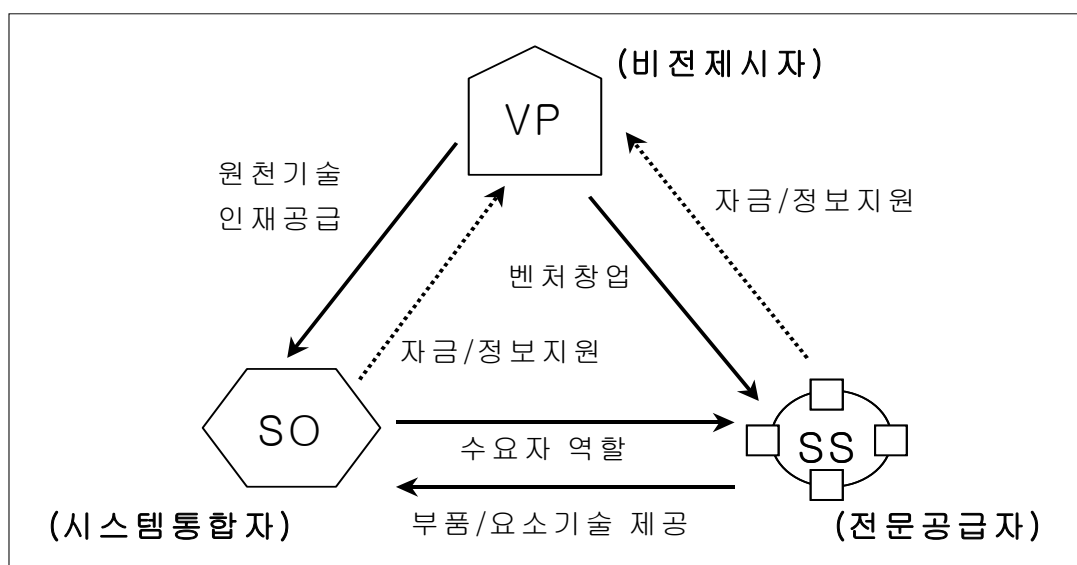 (비전제시자)
VP
원천기술
인재공급
자금/정보지원
벤처창업
자금/정보지원
SO
수요자 역할
SS
(시스템통합자)
부품/요소기술 제공
(전문공급자)